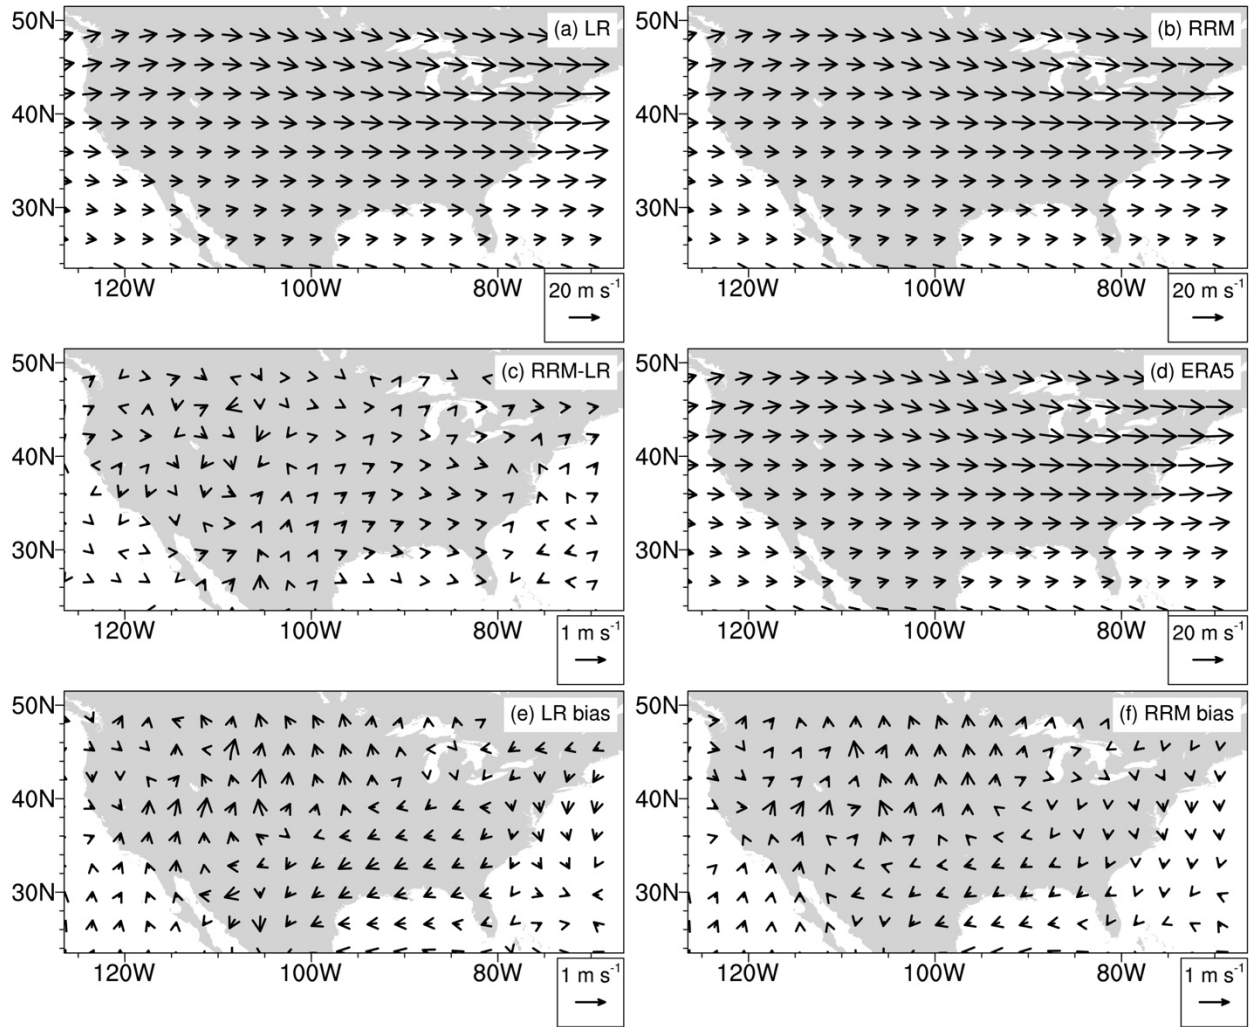 50N
(a) LR
50N
(b) RRM
40N
40N
30N
30N
120W 100W 80W
120W 100W 80W
20 m s⁻¹
20 m s⁻¹
50N
(c) RRM-LR
50N
(d) ERA5
40N
40N
30N
30N
120W 100W 80W
120W 100W 80W
1 m s⁻¹
20 m s⁻¹
50N
(e) LR bias
50N
(f) RRM bias
40N
40N
30N
30N
120W 100W 80W
120W 100W 80W
1 m s⁻¹
1 m s⁻¹